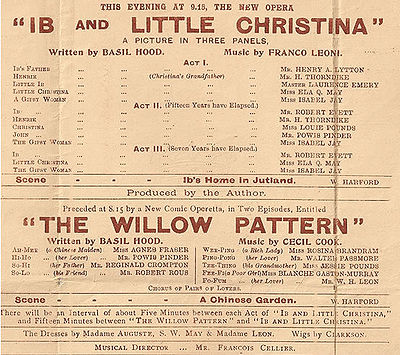 THIS EVENING AT 9.15, THE NEW OPERA
"IB AND LITTLE CHRISTINA"
A PICTURE IN THREE PANELS,
Written by BASIL HOOD. Music by FRANCO LEONI.
ACT I.
IB'S FATHER ... ... ... ... MR. HENRY A. LYTTON
HENRIK ... (Christina's Grandfather) ... MR. H. THORNDIKE
LITTLE IB ... ... ... ... MASTER LAURENCE EMERY
LITTLE CHRISTINA ... ... ... ... MISS ELA Q. MAY
A GIPSY WOMAN ... ... ... ... MISS ISABEL JAY
ACT II. (Fifteen Years have Elapsed.)
IB ... ... ... ... MR. ROBERT EVETT
HENRIK ... ... ... ... MR. H. THORNDIKE
CHRISTINA ... ... ... ... MISS LOUIE POUNDS
JOHN ... ... ... ... MR. POWIS PINDER
THE GIPSY WOMAN ... ... ... ... MISS ISABEL JAY
ACT III. (Seven Years have Elapsed.)
IB ... ... ... ... MR. ROBERT EVETT
LITTLE CHRISTINA ... ... ... ... MISS ELA Q. MAY
THE GIPSY WOMAN ... ... ... ... MISS ISABEL JAY
Scene - - - - Ib's Home in Jutland. W. HARFORD
Produced by the Author.
Preceded at 8.15 by a New Comic Operetta, in Two Episodes, Entitled
"THE WILLOW PATTERN"
Written by BASIL HOOD. Music by CECIL COOK.
AH-MEE (a Chinese Maiden) MISS AGNES FRASER
HI-HO ... (her Lover) ... MR. POWIS PINDER
SO-HI (her Father) MR. REGINALD CROMPTON
SO-LO (his Friend) ... MR. ROBERT ROUS
WEE-PING (a Rich Lady) MISS ROSINA BRANDRAM
PING-PONG (her Lover) MR. WALTER PASSMORE
TEE-THING (his Grandmother) MISS JESSIE POUNDS
FEE-FI (a Poor Girl) MISS BLANCHE GASTON-MURRAY
FO-FUM ... (her Lover) ... MR. W. H. LEON
CHORUS OF PAIRS OF LOVERS.
Scene - - - - A Chinese Garden. W. HARFORD
There will be an Interval of about Five Minutes between each Act of "IB AND LITTLE CHRISTINA,"
and Fifteen Minutes between "THE WILLOW PATTERN" and "IB AND LITTLE CHRISTINA."
The Dresses by MADAME AUGUSTE, S. W. MAY & MADAME LEON. Wigs by CLARKSON.
MUSICAL DIRECTOR ... MR. FRANÇOIS CELLIER.